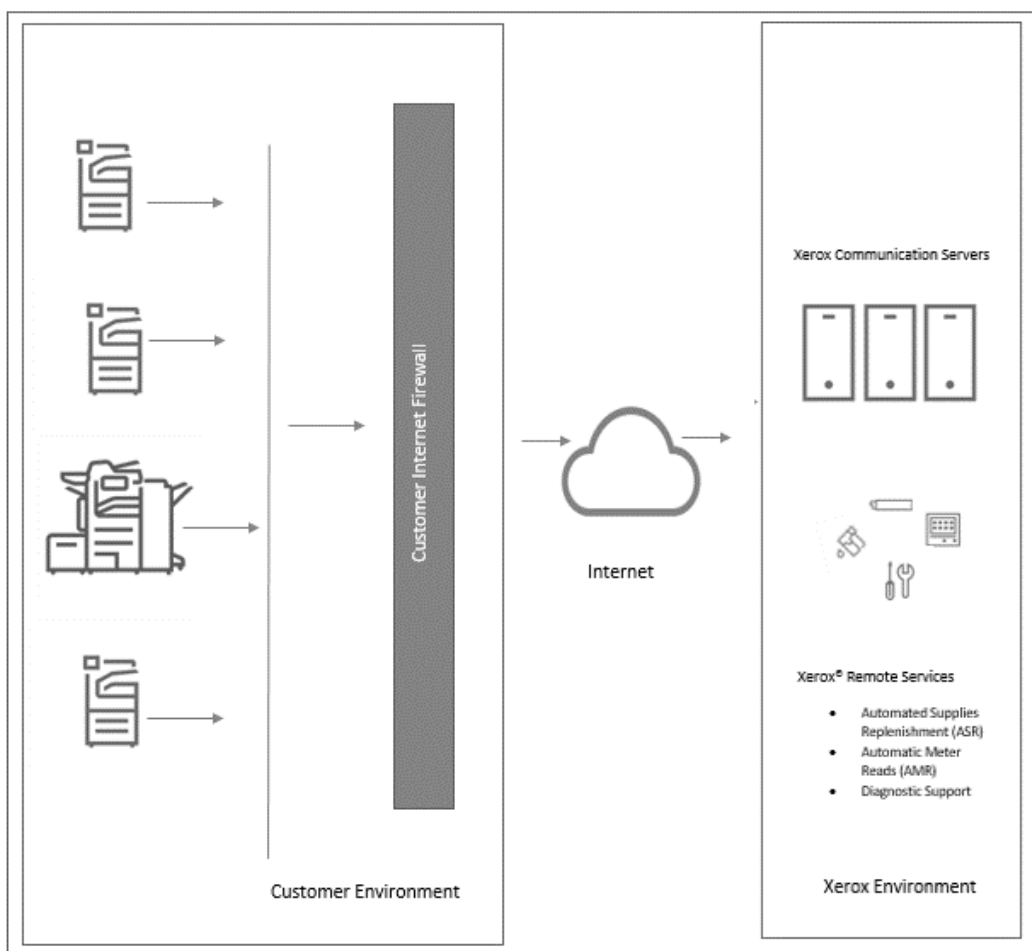 Customer Internet Firewall
Customer Environment
Internet
Xerox Communication Servers
Xerox® Remote Services
• Automated Supplies
Replenishment (ASR)
• Automatic Meter
Reads (AMR)
• Diagnostic Support
Xerox Environment